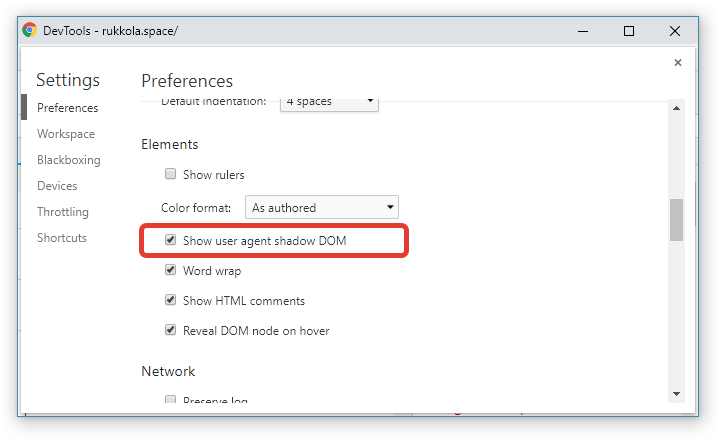 DevTools - rukkola.space/
Settings
Preferences
Workspace
Blackboxing
Devices
Throttling
Shortcuts
Preferences
Default indentation: 4 spaces
Elements
Show rulers
Color format: As authored
Show user agent shadow DOM
Word wrap
Show HTML comments
Reveal DOM node on hover
Network
Preserve log